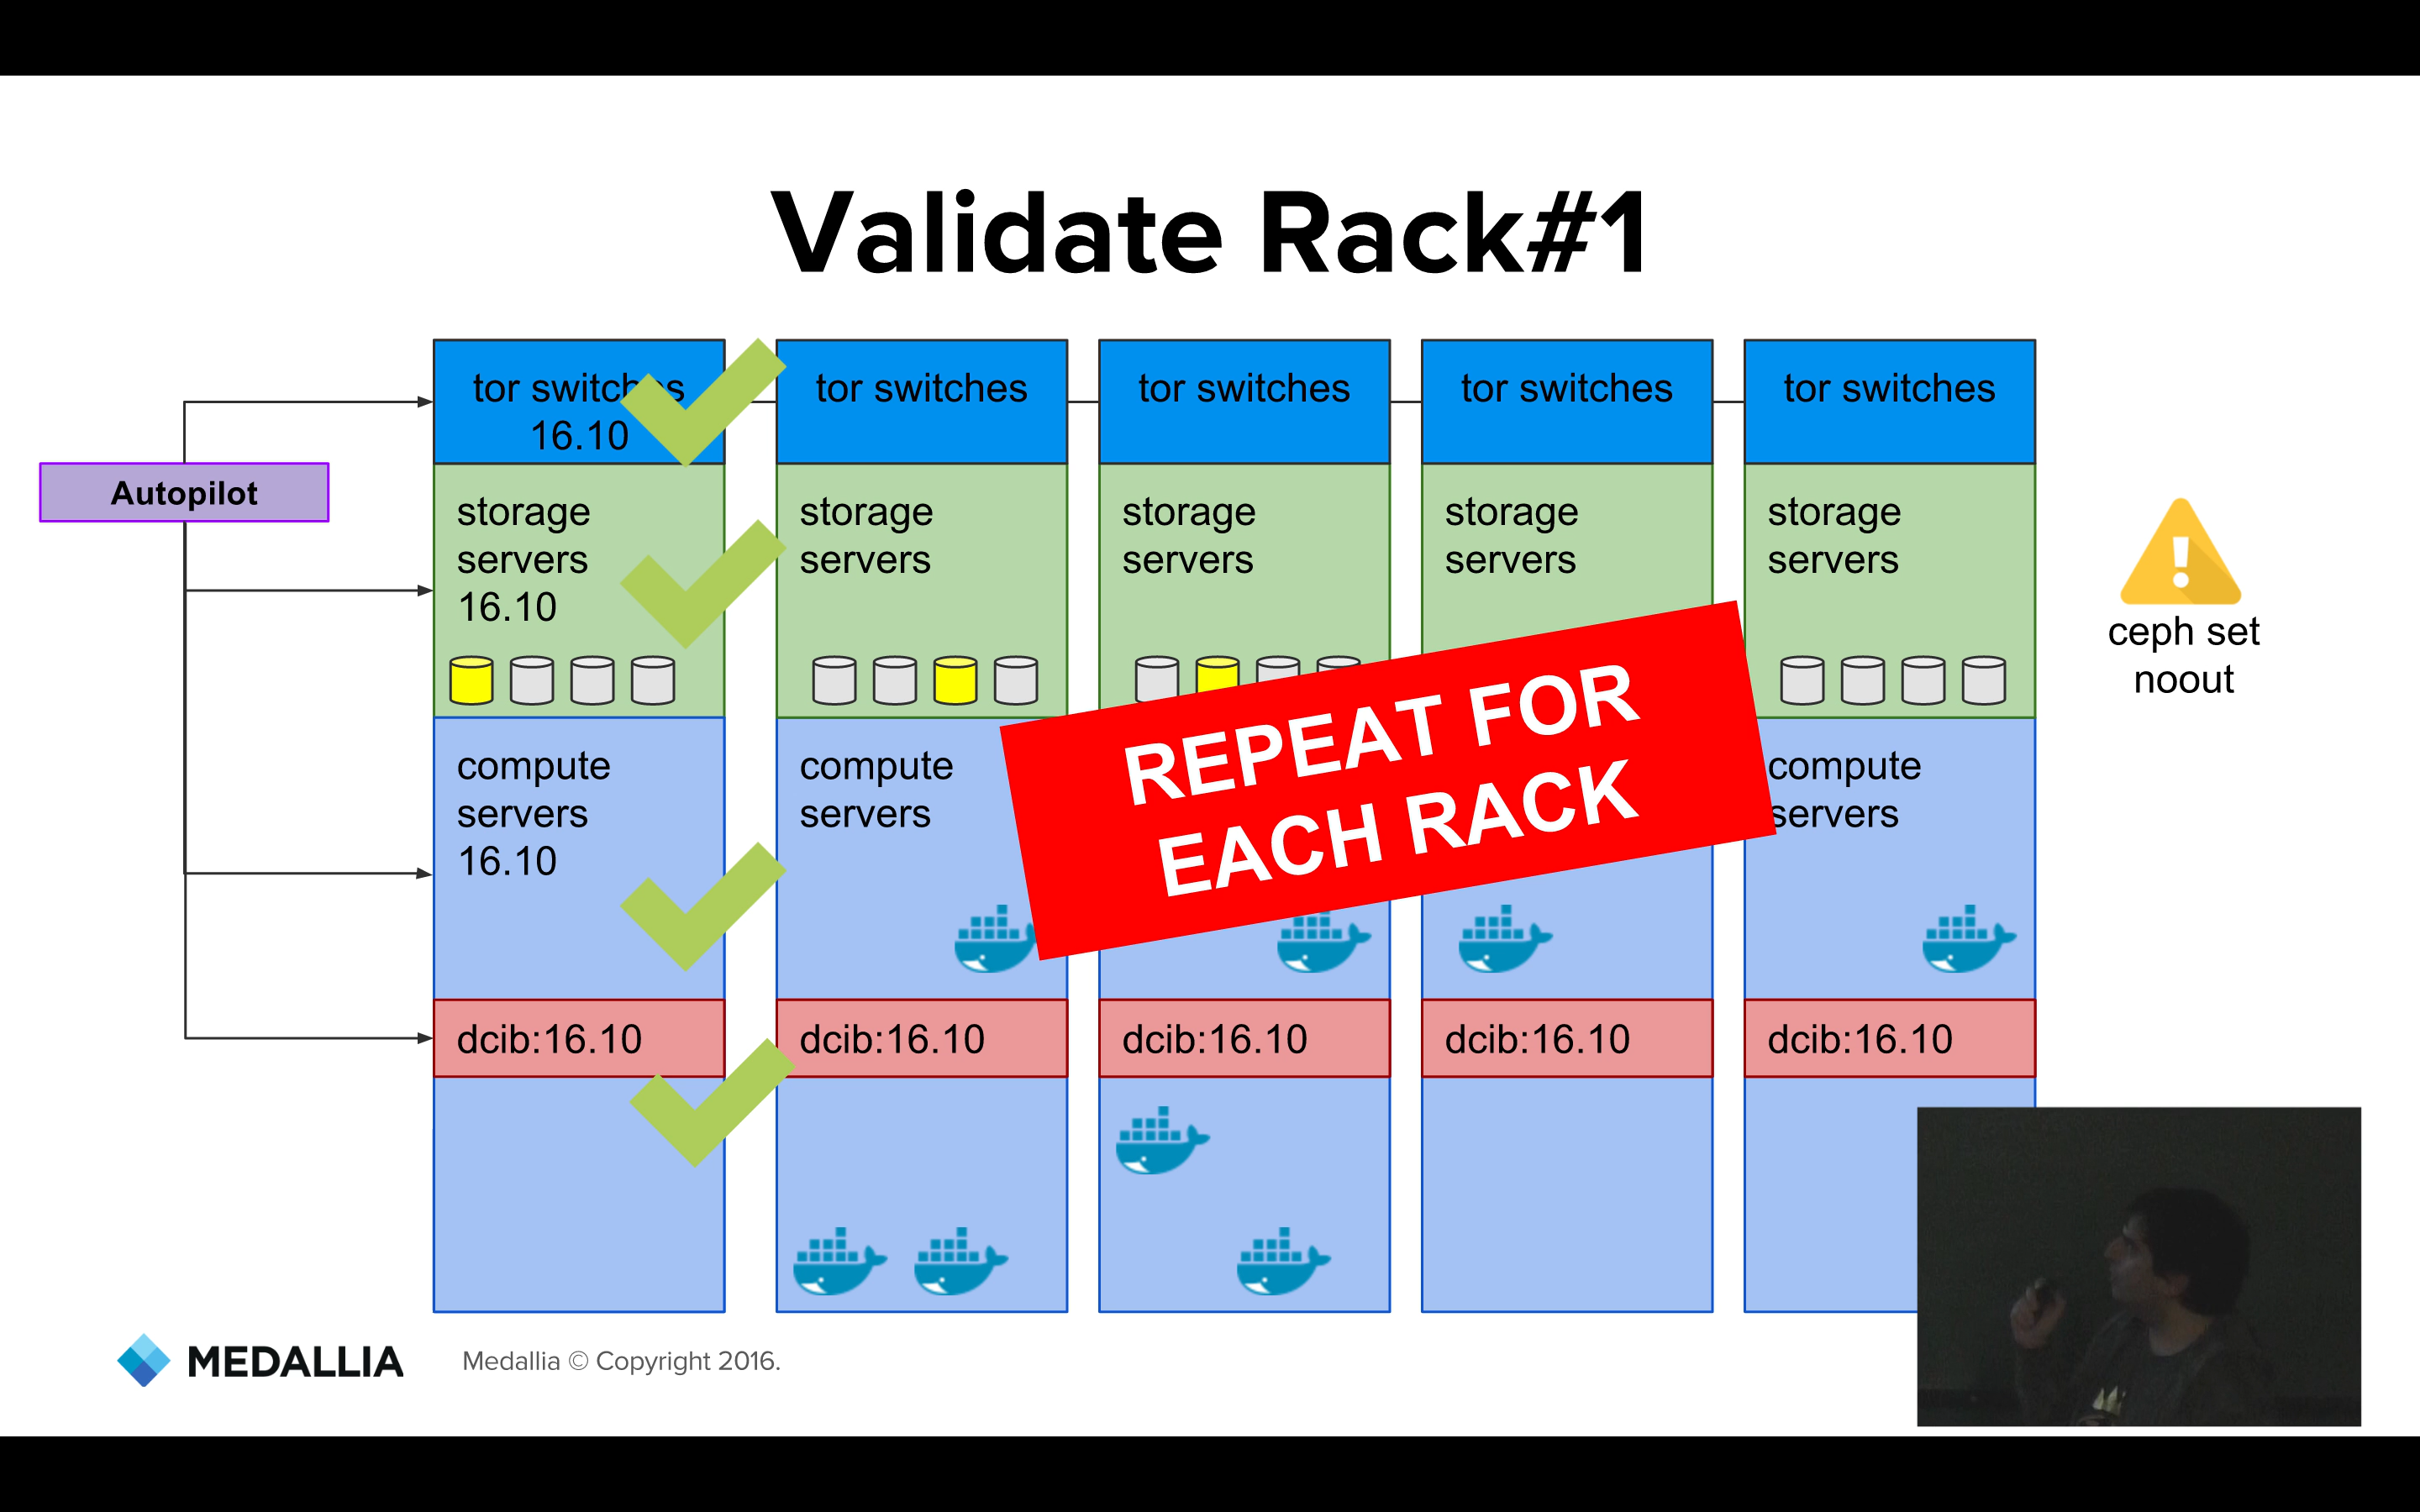 Validate Rack#1
Autopilot
tor switches
16.10
storage
servers
16.10
compute
servers
16.10
dcib:16.10
tor switches
storage
servers
compute
servers
dcib:16.10
tor switches
storage
servers
dcib:16.10
tor switches
storage
servers
dcib:16.10
tor switches
storage
servers
compute
servers
dcib:16.10
REPEAT FOR
EACH RACK
ceph set
noout
MEDALLIA
Medallia © Copyright 2016.